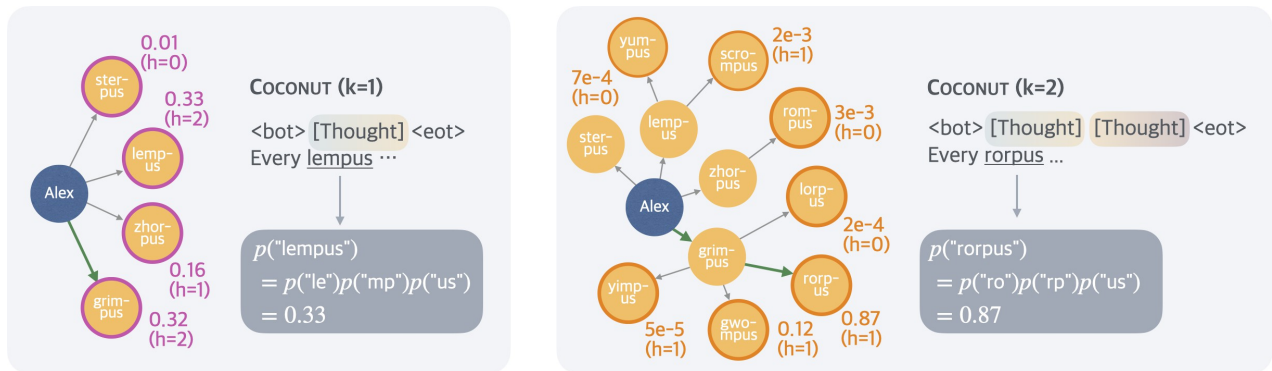 0.01
(h=0)
ster-
pus
0.33
(h=2)
lemp-
us
Alex
zhor-
pus
0.16
(h=1)
grim-
pus
0.32
(h=2)
COCONUT (k=1)
<bot> [Thought] <eot>
Every lempus ···
p("lempus")
= p("le")p("mp")p("us")
= 0.33
yum-
pus
2e-3
(h=1)
scro-
mpus
7e-4
(h=0)
ster-
pus
lemp-
us
rom-
pus
3e-3
(h=0)
zhor-
pus
Alex
lorp-
us
2e-4
(h=0)
grim-
pus
yimp-
us
5e-5
(h=1)
gwo-
mpus
0.12
(h=1)
rorp-
us
0.87
(h=1)
COCONUT (k=2)
<bot> [Thought] [Thought] <eot>
Every rorpus ...
p("rorpus")
= p("ro")p("rp")p("us")
= 0.87